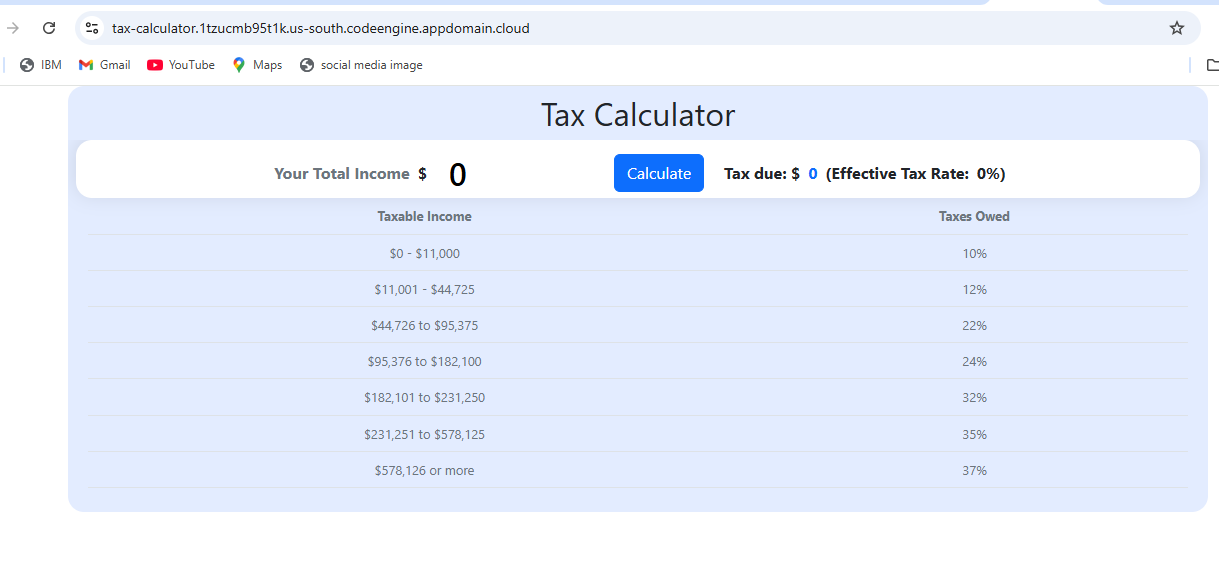 tax-calculator.1tzucmb95t1k.us-south.codeengine.appdomain.cloud
IBM Gmail YouTube Maps social media image
Tax Calculator
Your Total Income $ 0 Calculate Tax due: $ 0 (Effective Tax Rate: 0%)
Taxable Income Taxes Owed
$0 - $11,000 10%
$11,001 - $44,725 12%
$44,726 to $95,375 22%
$95,376 to $182,100 24%
$182,101 to $231,250 32%
$231,251 to $578,125 35%
$578,126 or more 37%